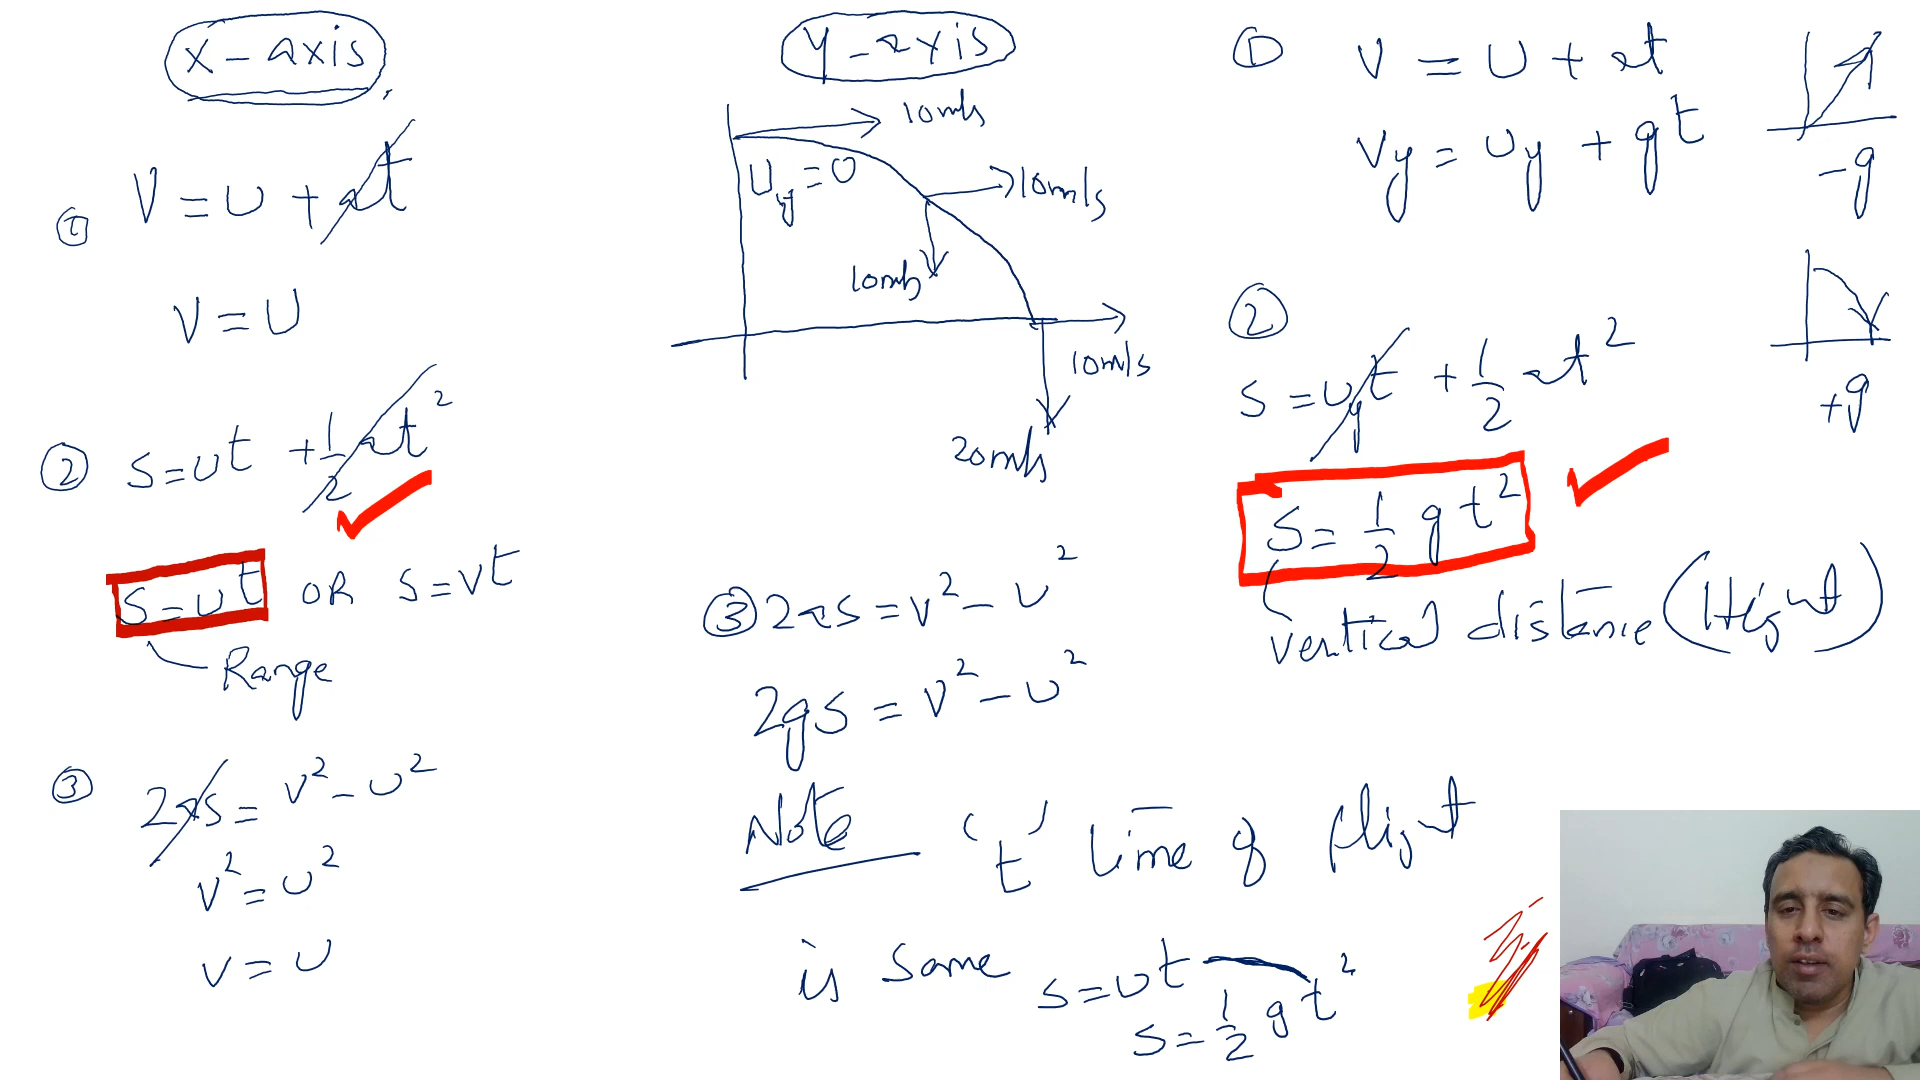 X-axis
① V = U + at
V = U
② S = ut + 1/2 at²
S = ut OR S = vt
Range
③ 2as = v² - u²
v² = u²
v = u
Y-axis
10m/s
Uy = 0
10m/s
10m/s
10m/s
20m/s
③ 2as = v² - u²
2gs = v² - u²
Note 't' time of flight
is same S = ut
S = 1/2 gt²
① V = U + at
Vy = Uy + gt
-g
② S = Uyt + 1/2 at²
+g
S = 1/2 gt²
vertical distance (Height)